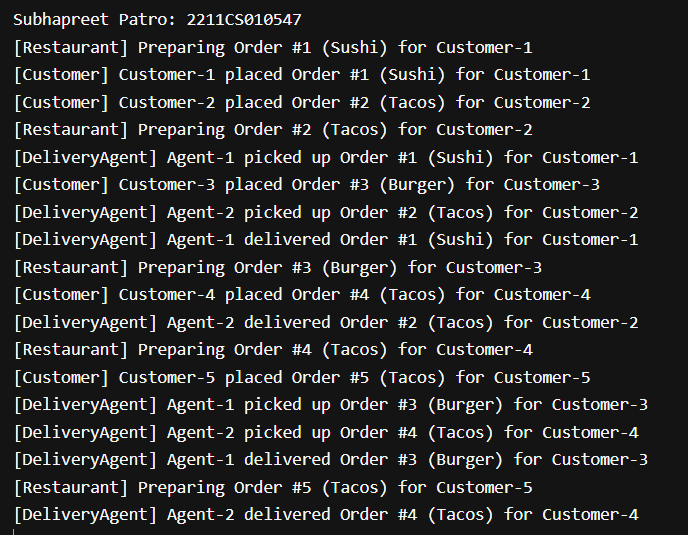 Subhapreet Patro: 2211CS010547
[Restaurant] Preparing Order #1 (Sushi) for Customer-1
[Customer] Customer-1 placed Order #1 (Sushi) for Customer-1
[Customer] Customer-2 placed Order #2 (Tacos) for Customer-2
[Restaurant] Preparing Order #2 (Tacos) for Customer-2
[DeliveryAgent] Agent-1 picked up Order #1 (Sushi) for Customer-1
[Customer] Customer-3 placed Order #3 (Burger) for Customer-3
[DeliveryAgent] Agent-2 picked up Order #2 (Tacos) for Customer-2
[DeliveryAgent] Agent-1 delivered Order #1 (Sushi) for Customer-1
[Restaurant] Preparing Order #3 (Burger) for Customer-3
[Customer] Customer-4 placed Order #4 (Tacos) for Customer-4
[DeliveryAgent] Agent-2 delivered Order #2 (Tacos) for Customer-2
[Restaurant] Preparing Order #4 (Tacos) for Customer-4
[Customer] Customer-5 placed Order #5 (Tacos) for Customer-5
[DeliveryAgent] Agent-1 picked up Order #3 (Burger) for Customer-3
[DeliveryAgent] Agent-2 picked up Order #4 (Tacos) for Customer-4
[DeliveryAgent] Agent-1 delivered Order #3 (Burger) for Customer-3
[Restaurant] Preparing Order #5 (Tacos) for Customer-5
[DeliveryAgent] Agent-2 delivered Order #4 (Tacos) for Customer-4